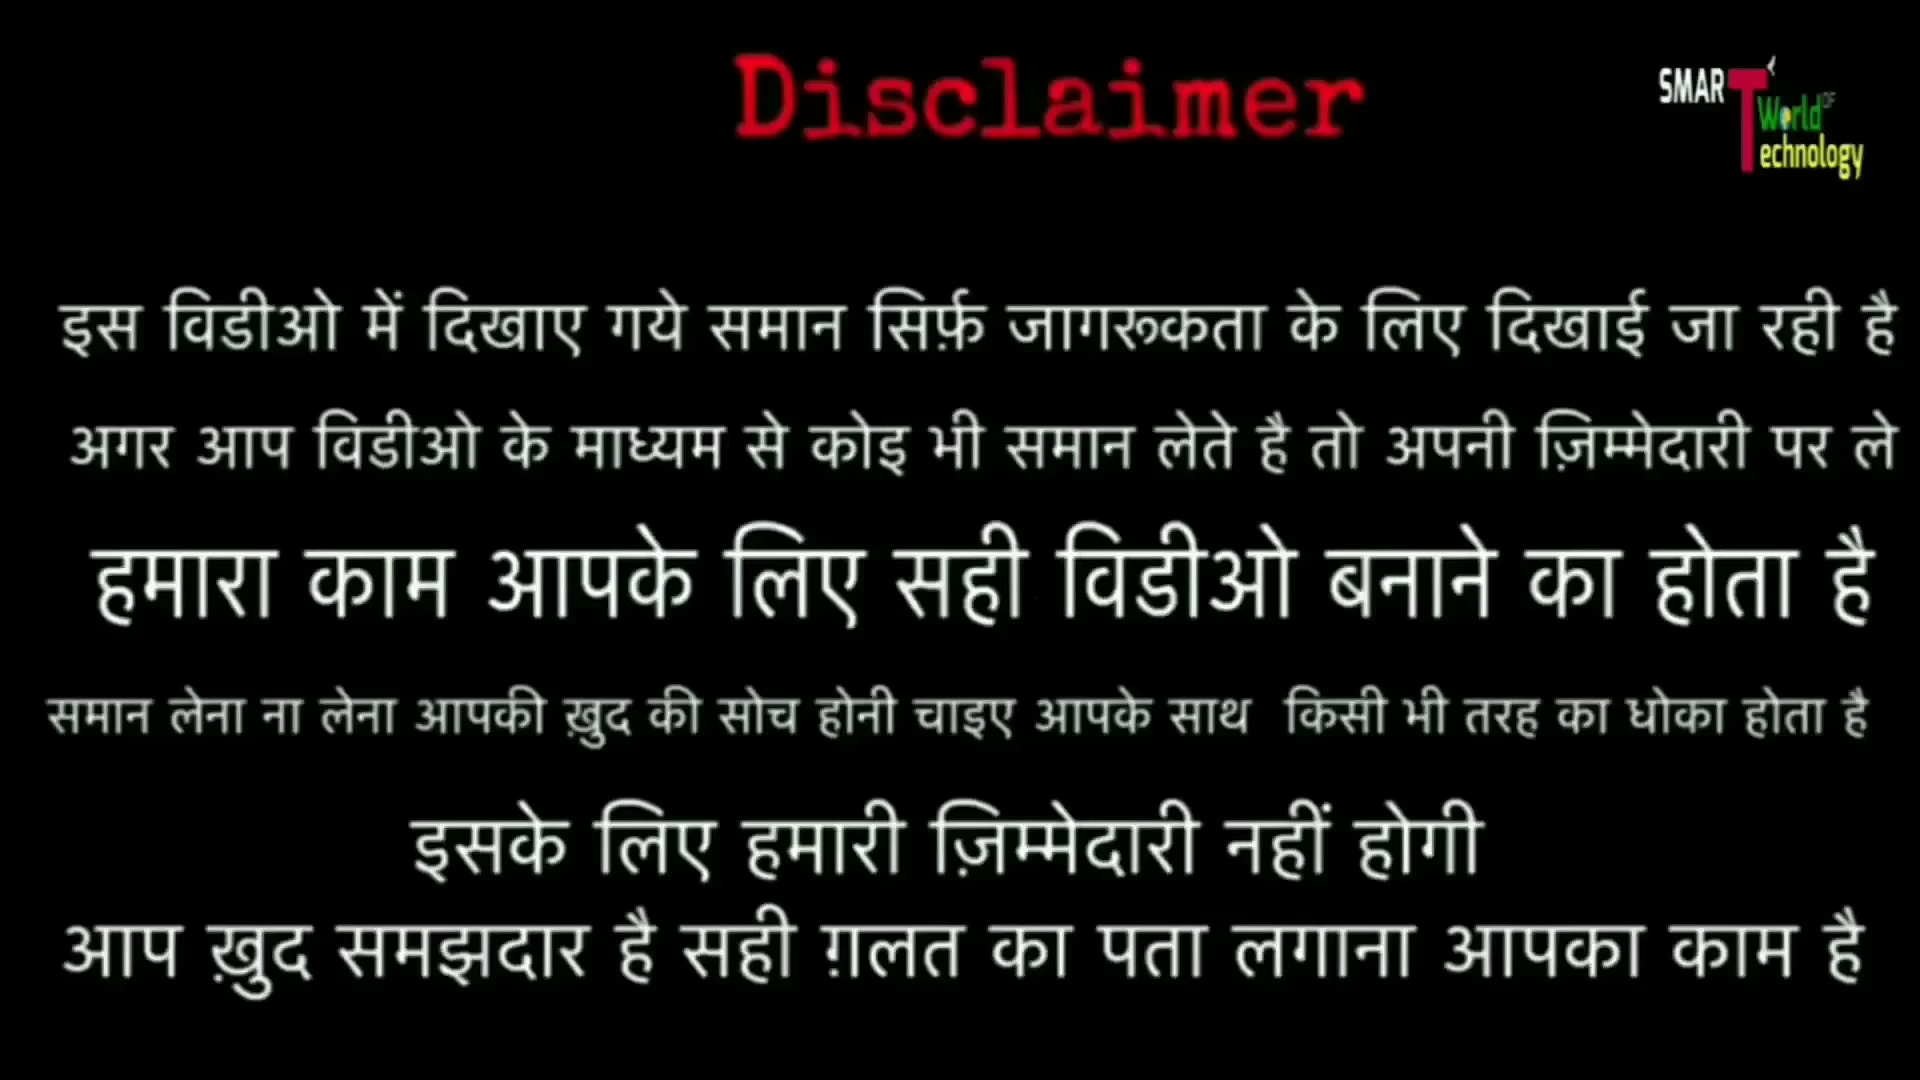 Disclaimer
SMART World OF Technology
इस विडीओ में दिखाए गये समान सिर्फ़ जागरूकता के लिए दिखाई जा रही है
अगर आप विडीओ के माध्यम से कोइ भी समान लेते है तो अपनी ज़िम्मेदारी पर ले
हमारा काम आपके लिए सही विडीओ बनाने का होता है
समान लेना ना लेना आपकी ख़ुद की सोच होनी चाइए आपके साथ किसी भी तरह का धोका होता है
इसके लिए हमारी ज़िम्मेदारी नहीं होगी
आप ख़ुद समझदार है सही ग़लत का पता लगाना आपका काम है